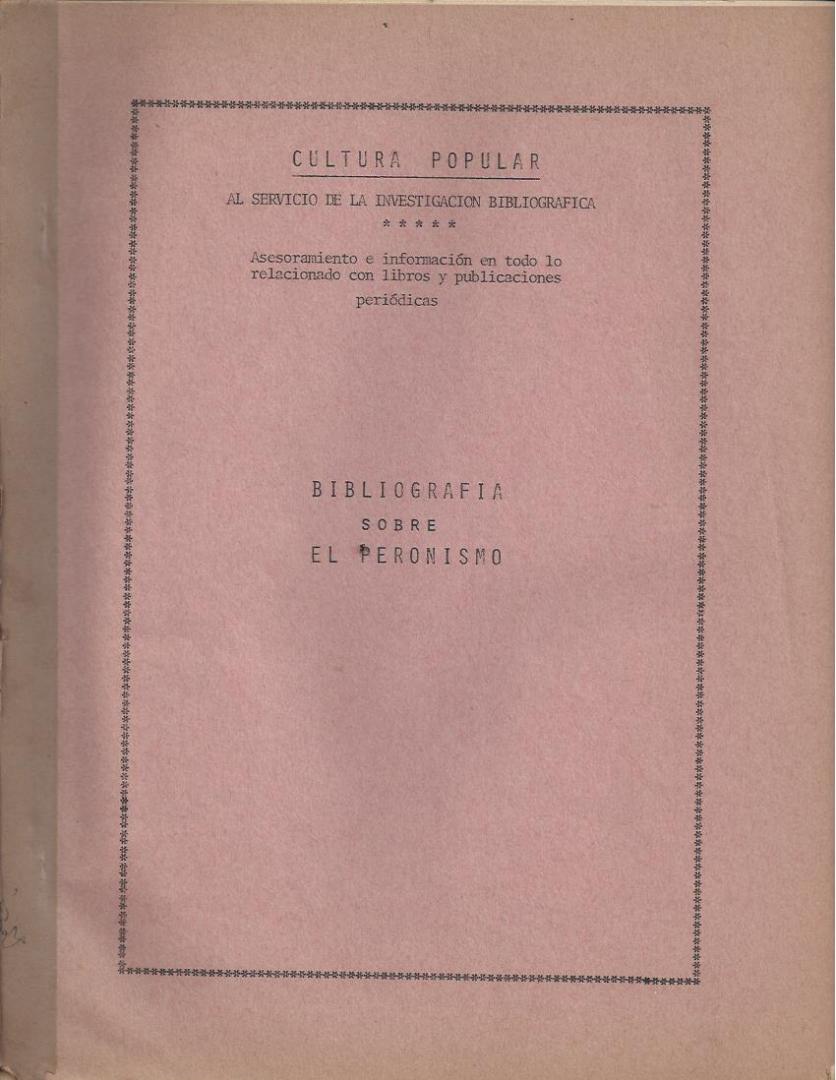 CULTURA POPULAR
AL SERVICIO DE LA INVESTIGACION BIBLIOGRAFICA
* * * * *
Asesoramiento e información en todo lo
relacionado con libros y publicaciones
periódicas
BIBLIOGRAFIA
SOBRE
EL PERONISMO